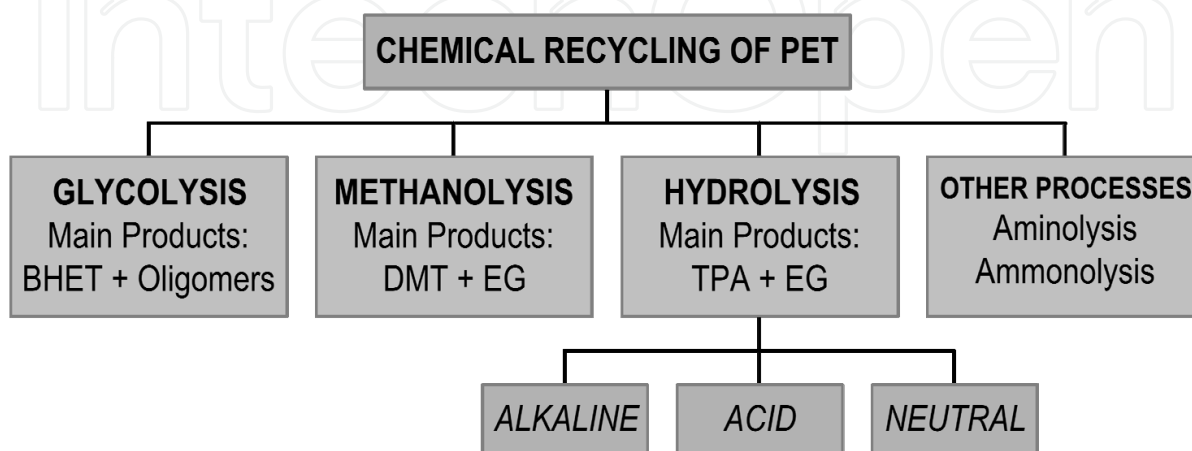 IntechOpen
CHEMICAL RECYCLING OF PET
GLYCOLYSIS
Main Products:
BHET + Oligomers
METHANOLYSIS
Main Products:
DMT + EG
HYDROLYSIS
Main Products:
TPA + EG
OTHER PROCESSES
Aminolysis
Ammonolysis
ALKALINE
ACID
NEUTRAL